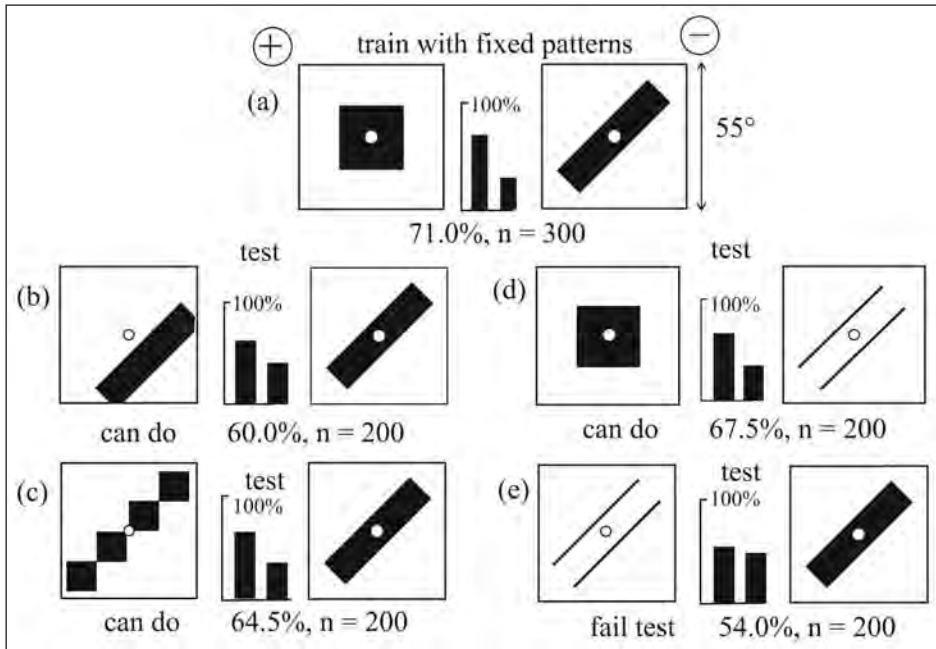 + train with fixed patterns −
(a)
100%
55°
71.0%, n = 300
test
test
(b)
100%
(d)
100%
can do
60.0%, n = 200
can do
67.5%, n = 200
(c)
test
100%
(e)
test
100%
can do
64.5%, n = 200
fail test
54.0%, n = 200